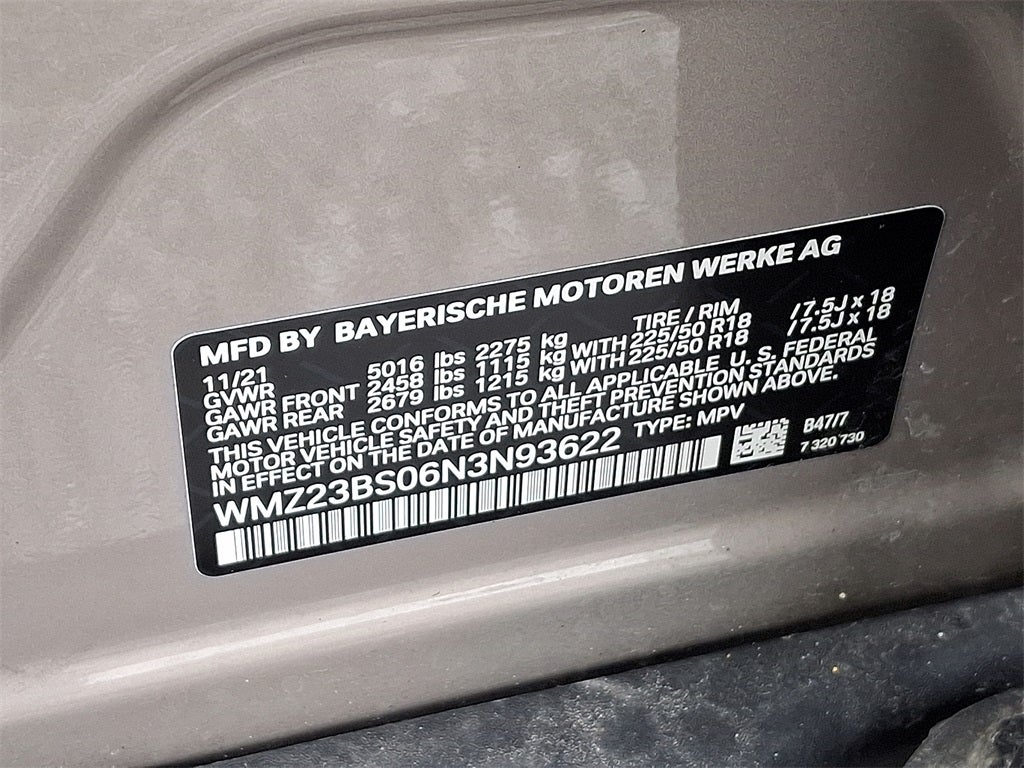 MFD BY BAYERISCHE MOTOREN WERKE AG
11/21 TIRE / RIM
GVWR 5016 lbs 2275 kg
GAWR FRONT 2458 lbs 1115 kg WITH 225/50 R18 / 7.5J x 18
GAWR REAR 2679 lbs 1215 kg WITH 225/50 R18 / 7.5J x 18
THIS VEHICLE CONFORMS TO ALL APPLICABLE U. S. FEDERAL
MOTOR VEHICLE SAFETY AND THEFT PREVENTION STANDARDS
IN EFFECT ON THE DATE OF MANUFACTURE SHOWN ABOVE.
WMZ23BS06N3N93622 TYPE: MPV
B47/7
7 320 730